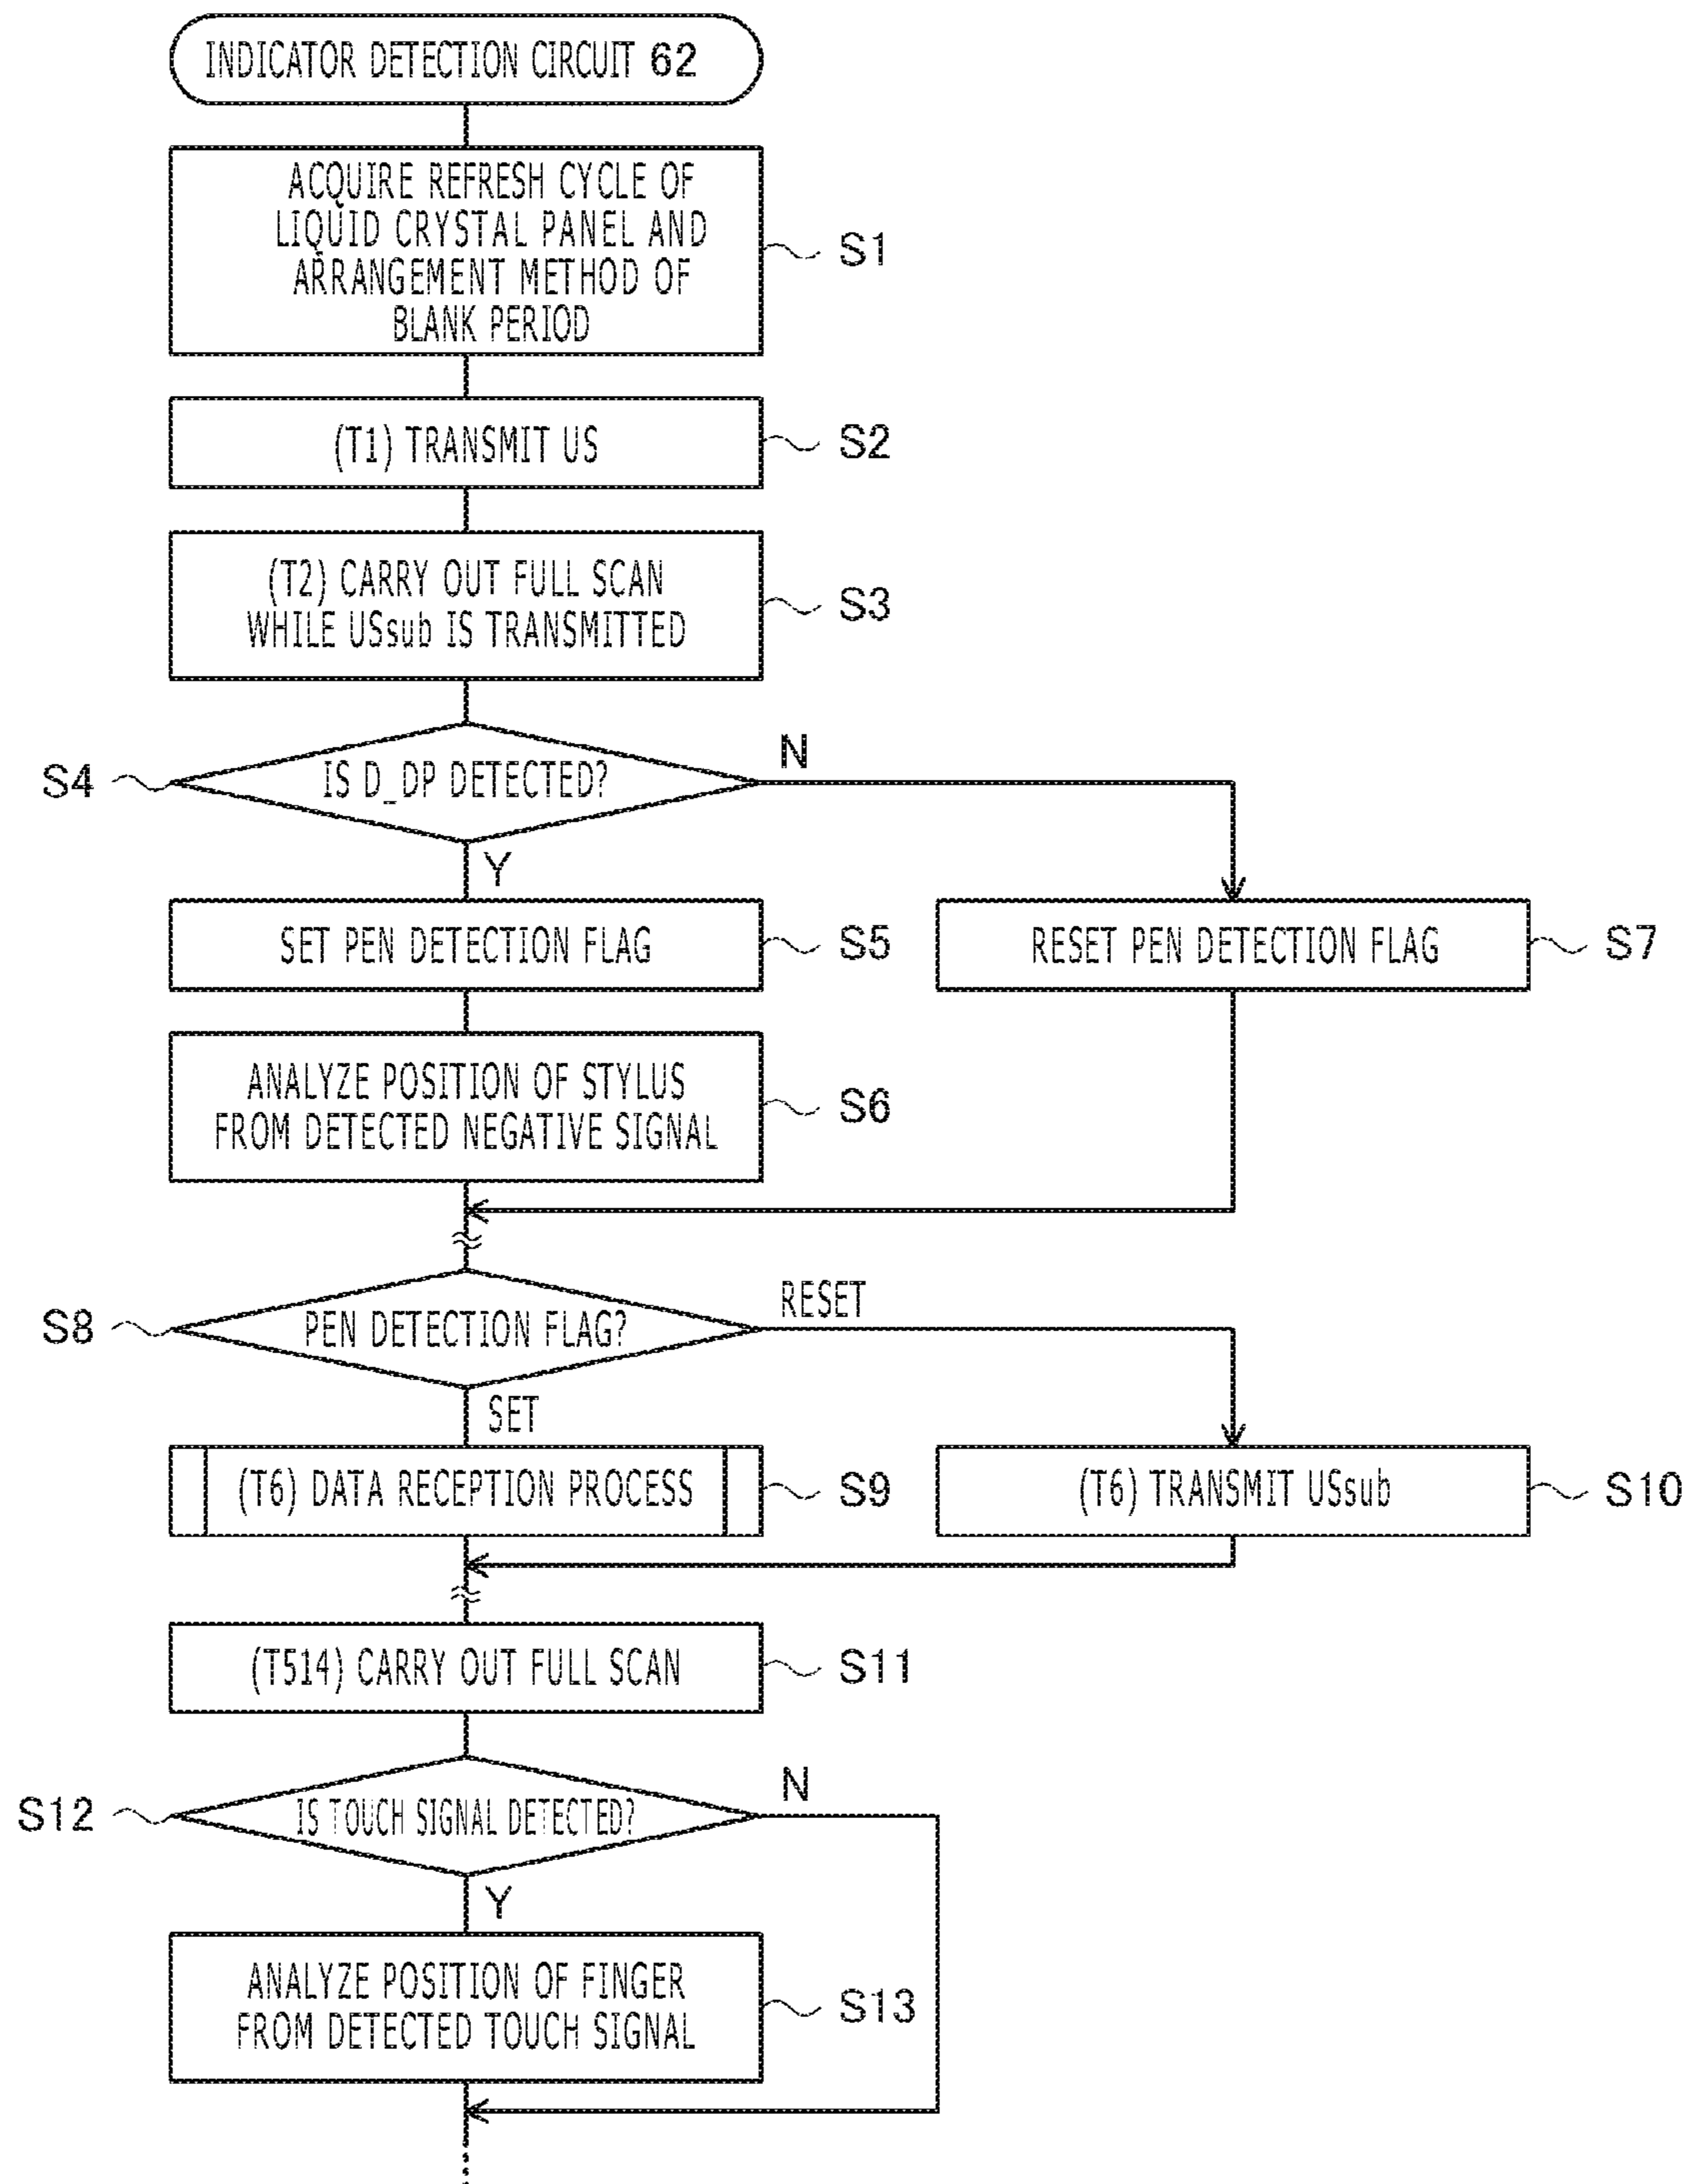 INDICATOR DETECTION CIRCUIT 62
ACQUIRE REFRESH CYCLE OF
LIQUID CRYSTAL PANEL AND
ARRANGEMENT METHOD OF
BLANK PERIOD
S1
(T1) TRANSMIT US
S2
(T2) CARRY OUT FULL SCAN
WHILE USsub IS TRANSMITTED
S3
S4
IS D_DP DETECTED?
N
Y
SET PEN DETECTION FLAG
S5
RESET PEN DETECTION FLAG
S7
ANALYZE POSITION OF STYLUS
FROM DETECTED NEGATIVE SIGNAL
S6
S8
PEN DETECTION FLAG?
RESET
SET
(T6) DATA RECEPTION PROCESS
S9
(T6) TRANSMIT USsub
S10
(T514) CARRY OUT FULL SCAN
S11
S12
IS TOUCH SIGNAL DETECTED?
N
Y
ANALYZE POSITION OF FINGER
FROM DETECTED TOUCH SIGNAL
S13